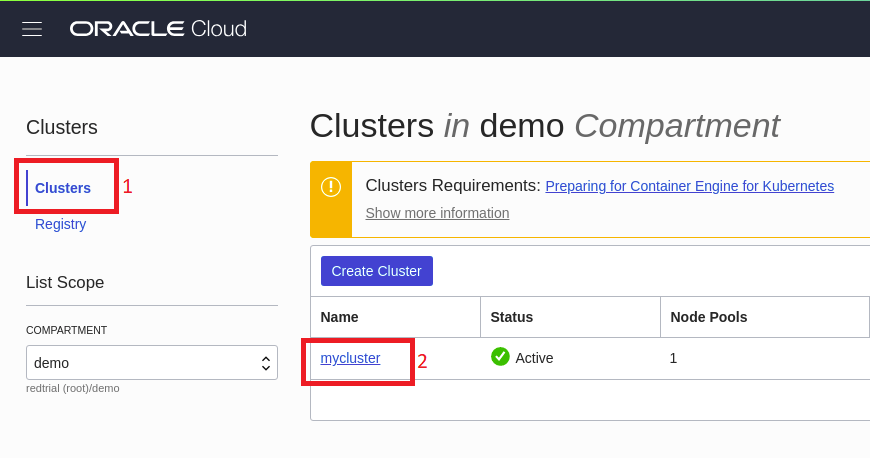 ORACLE Cloud
Clusters
Clusters 1
Registry
List Scope
COMPARTMENT
demo
redtrial (root)/demo
Clusters in demo Compartment
Clusters Requirements: Preparing for Container Engine for Kubernetes
Show more information
Create Cluster
Name Status Node Pools
mycluster 2 Active 1